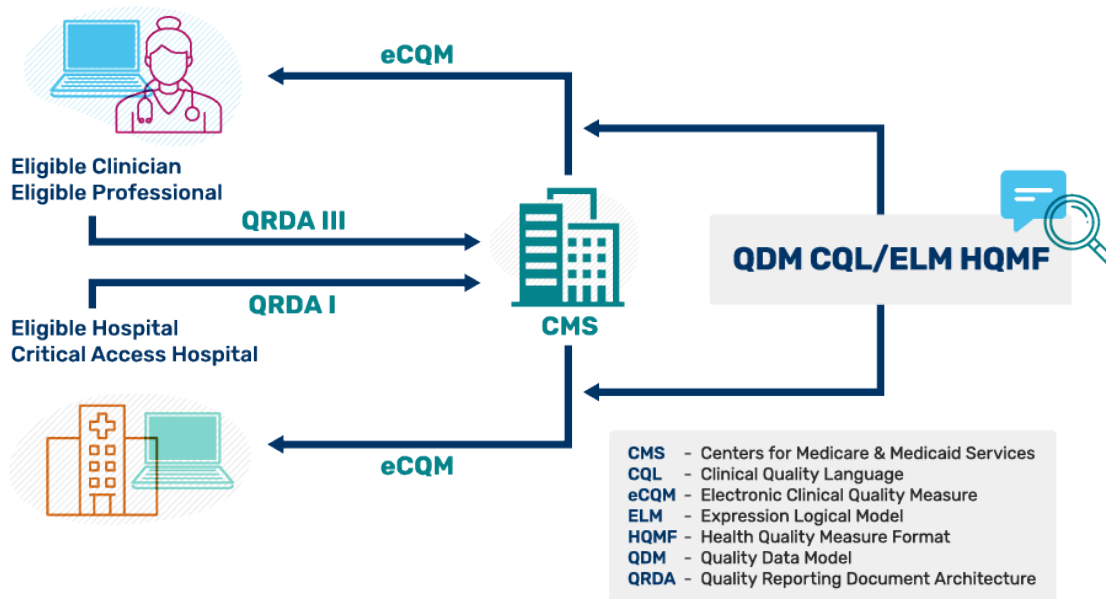 eCQM
Eligible Clinician
Eligible Professional
QRDA III
QDM CQL/ELM HQMF
QRDA I
CMS
Eligible Hospital
Critical Access Hospital
eCQM
CMS - Centers for Medicare & Medicaid Services
CQL - Clinical Quality Language
eCQM - Electronic Clinical Quality Measure
ELM - Expression Logical Model
HQMF - Health Quality Measure Format
QDM - Quality Data Model
QRDA - Quality Reporting Document Architecture